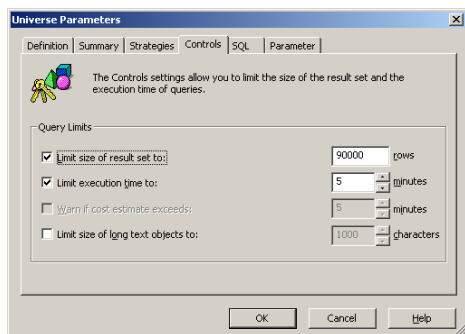 Universe Parameters
Definition Summary Strategies Controls SQL Parameter
The Controls settings allow you to limit the size of the result set and the
execution time of queries.
Query Limits
Limit size of result set to: 90000 rows
Limit execution time to: 5 minutes
Warn if cost estimate exceeds: 5 minutes
Limit size of long text objects to: 1000 characters
OK Cancel Help